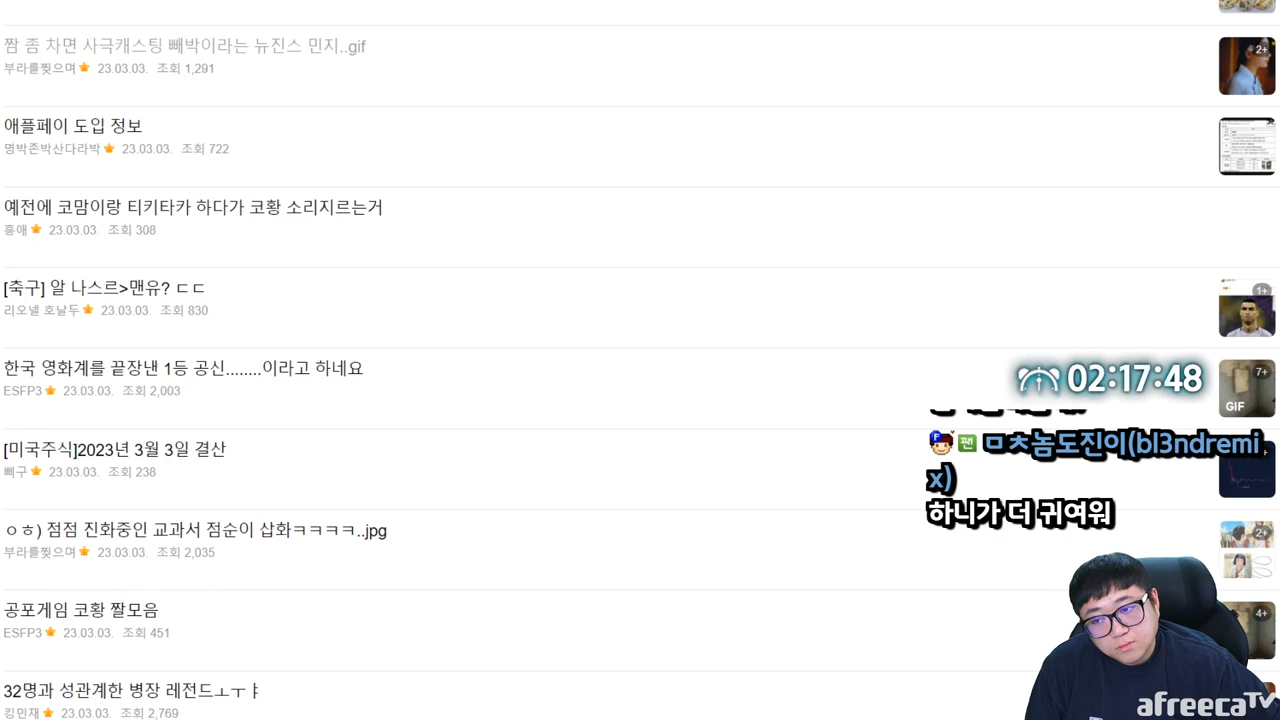 짬 좀 차면 사극캐스팅 빼박이라는 뉴진스 민지..gif
부라를찢으며 23.03.03. 조회 1,291
2+
애플페이 도입 정보
명박존박산다라박 23.03.03. 조회 722
예전에 코맘이랑 티키타카 하다가 코황 소리지르는거
흥애 23.03.03. 조회 308
[축구] 알 나스르>맨유? ㄷㄷ
리오넬 호날두 23.03.03. 조회 830
1+
한국 영화계를 끝장낸 1등 공신........이라고 하네요
ESFP3 23.03.03. 조회 2,003
7+
GIF
02:17:48
[미국주식]2023년 3월 3일 결산
삐구 23.03.03. 조회 238
팬 ㅁㅊ놈도진이(bl3ndremi
x)
하니가 더 귀여워
ㅇㅎ) 점점 진화중인 교과서 점순이 삽화ㅋㅋㅋㅋ..jpg
부라를찢으며 23.03.03. 조회 2,035
2+
공포게임 코황 짤모음
ESFP3 23.03.03. 조회 451
4+
32명과 성관계한 병장 레전드ㅗㅜㅑ
킹민재 23.03.03. 조회 2,769
afreecaTV